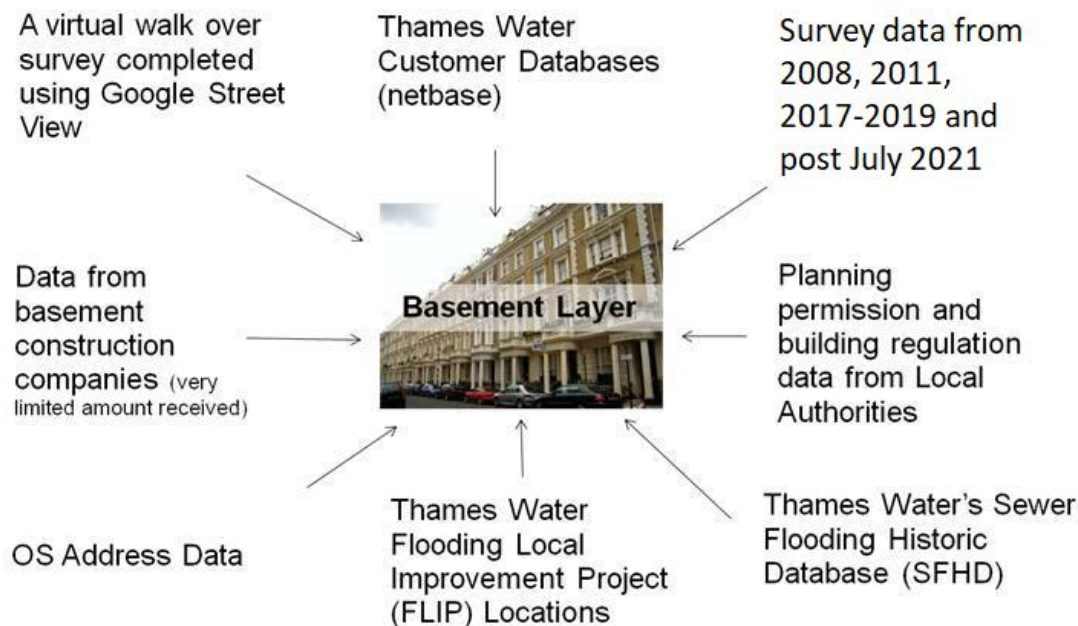 A virtual walk over
survey completed
using Google Street
View
Thames Water
Customer Databases
(netbase)
Survey data from
2008, 2011,
2017-2019 and
post July 2021
Data from
basement
construction
companies (very
limited amount received)
Basement Layer
Planning
permission and
building regulation
data from Local
Authorities
OS Address Data
Thames Water
Flooding Local
Improvement Project
(FLIP) Locations
Thames Water's Sewer
Flooding Historic
Database (SFHD)